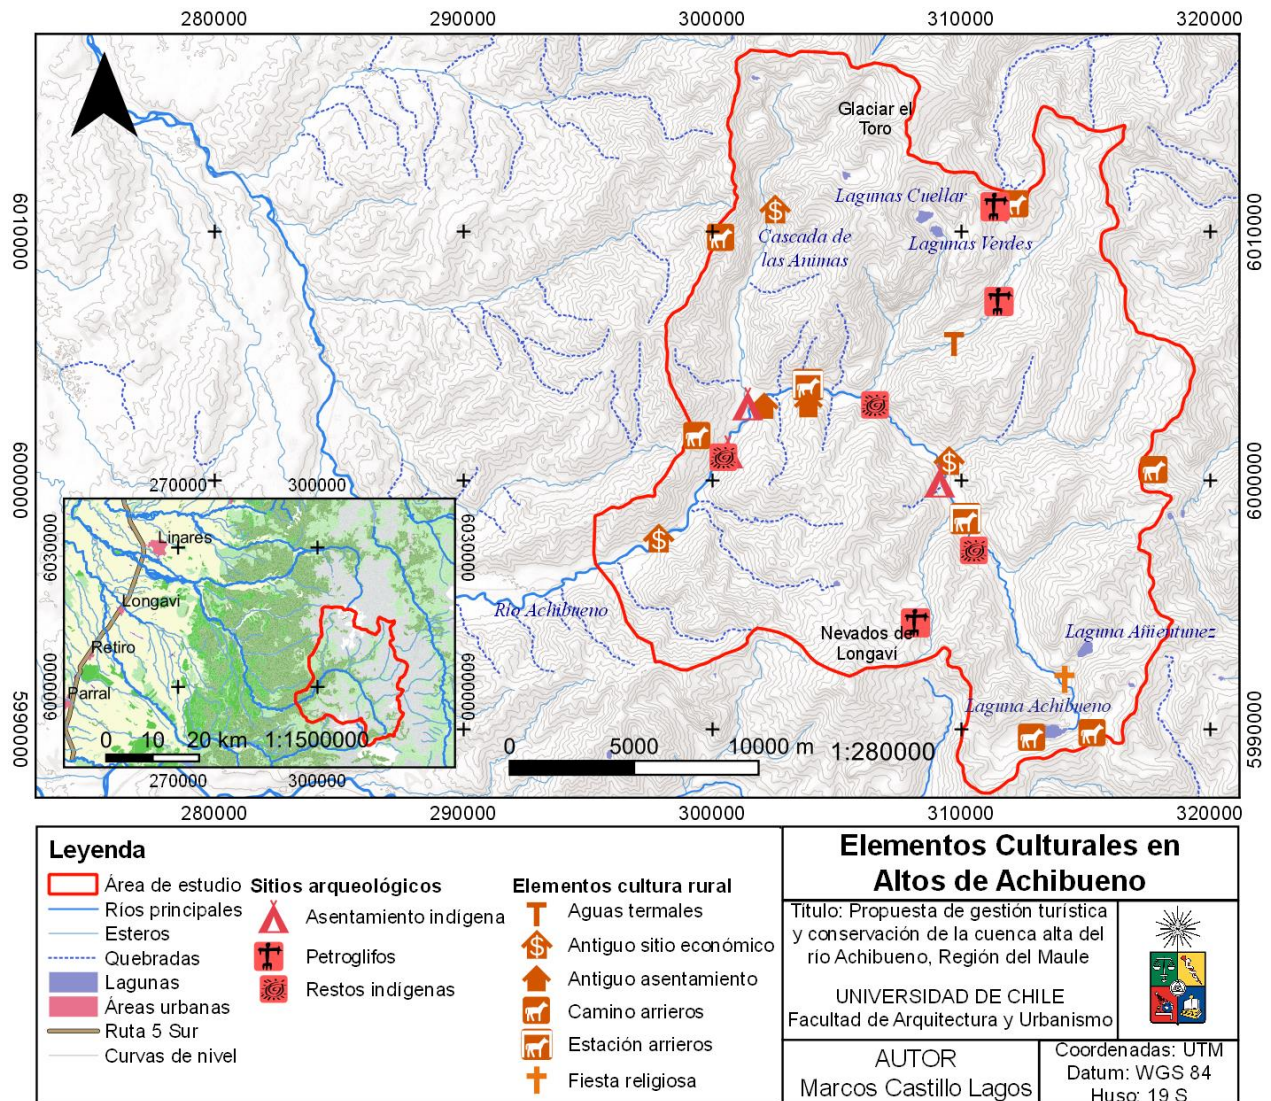 280000
290000
300000
310000
320000
6010000
6000000
5990000
6010000
6000000
5990000
Glaciar el
Toro
Lagunas Cuellar
Lagunas Verdes
Cascada de
las Animas
Río Achibueno
Nevados de
Longaví
Laguna Amentunez
Laguna Achibueno
270000
300000
6030000
6000000
6030000
6000000
Linares
Longaví
Retiro
Parral
0
10
20 km
1:1500000
270000
300000
0
5000
10000 m
1:280000
280000
290000
300000
310000
320000
Leyenda
Área de estudio
Ríos principales
Esteros
Quebradas
Lagunas
Áreas urbanas
Ruta 5 Sur
Curvas de nivel
Sitios arqueológicos
Asentamiento indígena
Petroglifos
Restos indígenas
Elementos cultura rural
Aguas termales
Antiguo sitio económico
Antiguo asentamiento
Camino arrieros
Estación arrieros
Fiesta religiosa
Elementos Culturales en
Altos de Achibueno
Título: Propuesta de gestión turística
y conservación de la cuenca alta del
río Achibueno, Región del Maule
UNIVERSIDAD DE CHILE
Facultad de Arquitectura y Urbanismo
AUTOR
Marcos Castillo Lagos
Coordenadas: UTM
Datum: WGS 84
Huso: 19 S